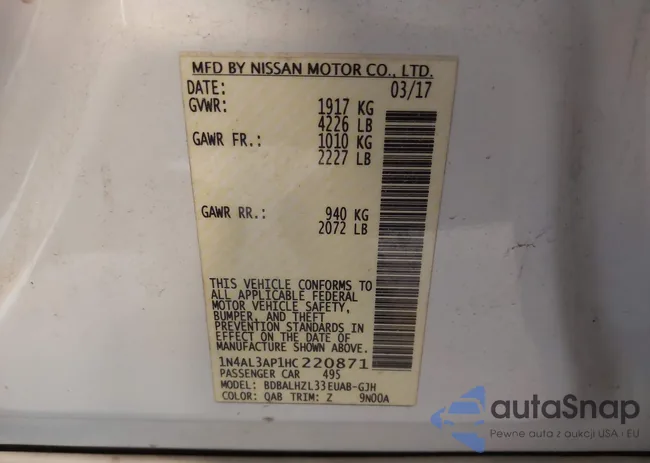 MFD BY NISSAN MOTOR CO., LTD.
DATE: 03/17
GVWR: 1917 KG
4226 LB
GAWR FR.: 1010 KG
2227 LB
GAWR RR.: 940 KG
2072 LB
THIS VEHICLE CONFORMS TO
ALL APPLICABLE FEDERAL
MOTOR VEHICLE SAFETY,
BUMPER, AND THEFT
PREVENTION STANDARDS IN
EFFECT ON THE DATE OF
MANUFACTURE SHOWN ABOVE.
1N4AL3AP1HC220871
PASSENGER CAR 495
MODEL: BDBALHZL33EUAB-GJH
COLOR: QAB TRIM: Z 9N00A
autaSnap
Pewne auta z aukcji USA i EU